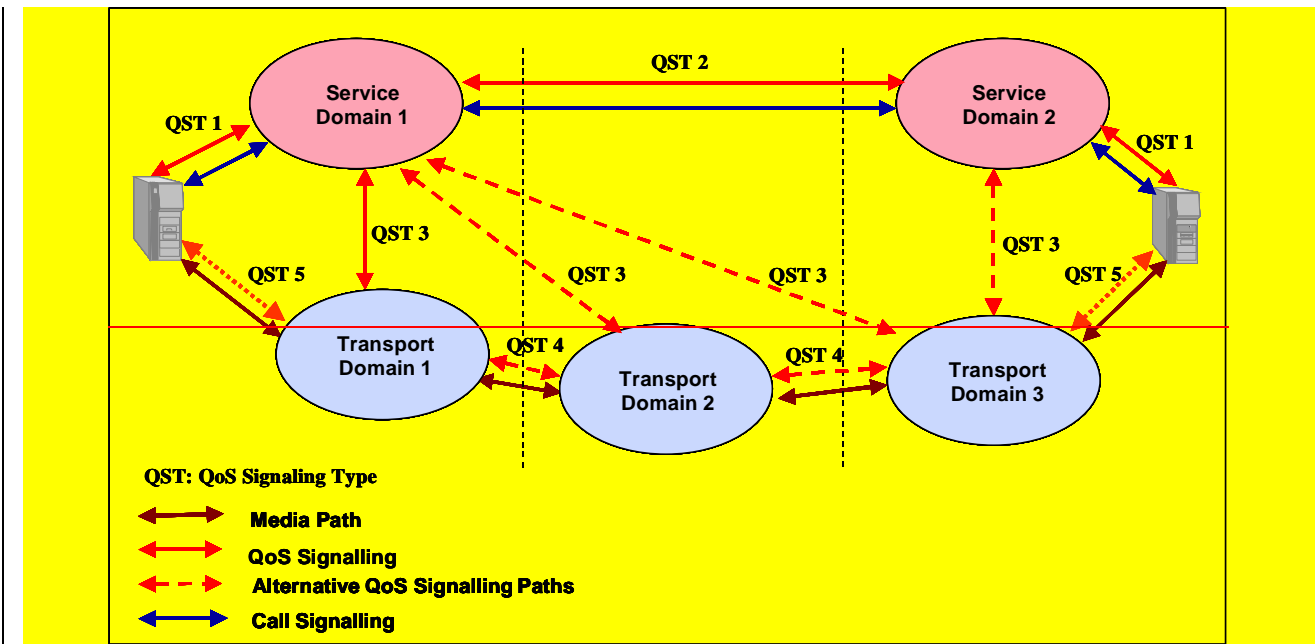 QST 2
Service
Domain 1
Service
Domain 2
QST 1
QST 1
QST 3
QST 3
QST 5
QST 3
QST 3
QST 5
Transport
Domain 1
QST 4
QST 4
Transport
Domain 2
Transport
Domain 3
QST: QoS Signaling Type
Media Path
QoS Signalling
Alternative QoS Signalling Paths
Call Signalling